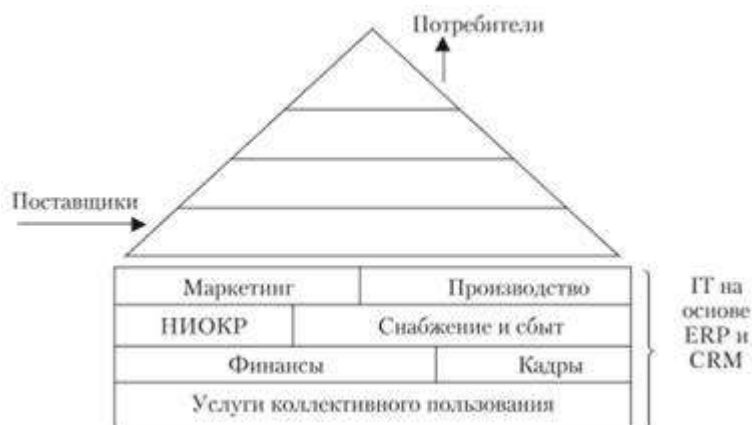 Потребители
Поставщики
Маркетинг
Производство
НИОКР
Снабжение и сбыт
Финансы
Кадры
Услуги коллективного пользования
IT на
основе
ERP и
CRM